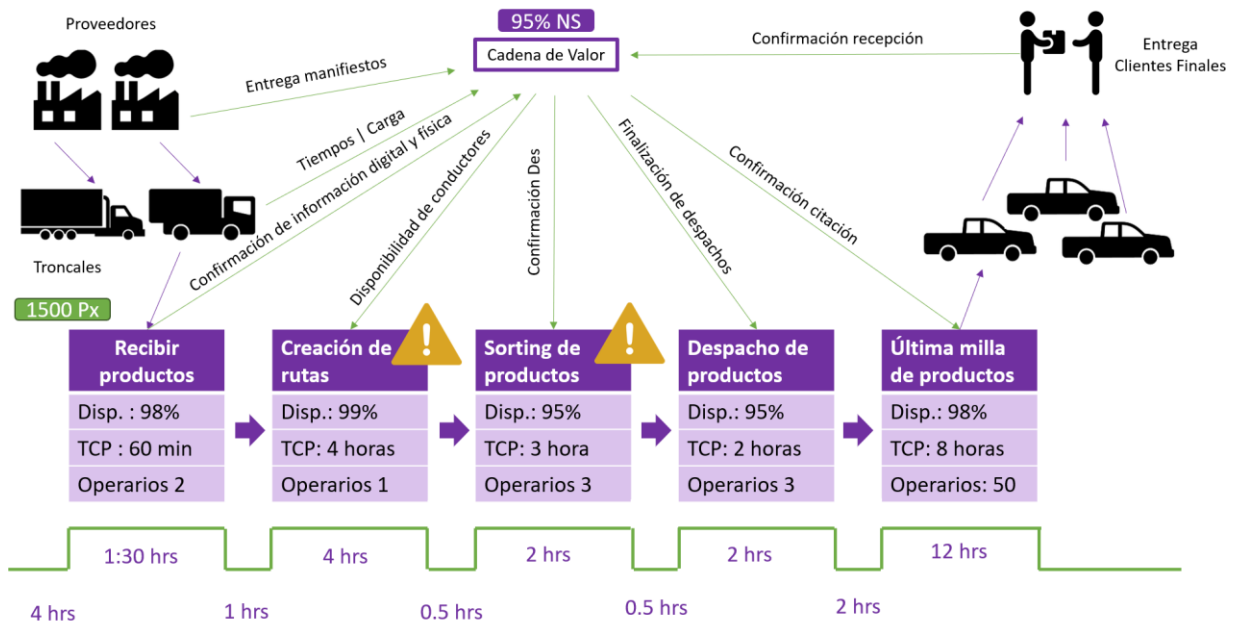 Proveedores
95% NS
Cadena de Valor
Confirmación recepción
Entrega
Clientes Finales
Entrega manifiestos
Tiempos | Carga
Confirmación de información digital y física
Disponibilidad de conductores
Confirmación Des
Finalización de despachos
Confirmación citación
Troncales
1500 Px
Recibir
productos
Disp. : 98%
TCP : 60 min
Operarios 2
Creación de
rutas
!
Disp.: 99%
TCP: 4 horas
Operarios 1
Sorting de
productos
!
Disp.: 95%
TCP: 3 hora
Operarios 3
Despacho de
productos
Disp.: 95%
TCP: 2 horas
Operarios 3
Última milla
de productos
Disp.: 98%
TCP: 8 horas
Operarios: 50
1:30 hrs
4 hrs
2 hrs
2 hrs
12 hrs
4 hrs
1 hrs
0.5 hrs
0.5 hrs
2 hrs